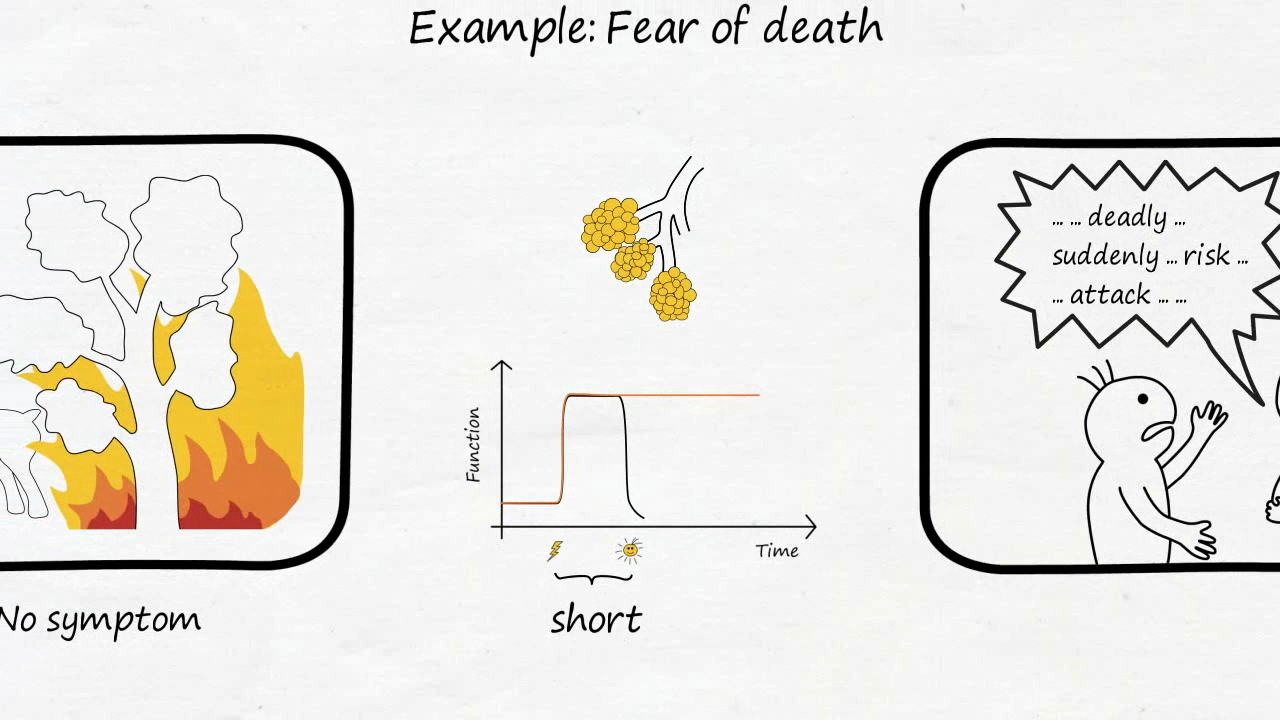 Example: Fear of death
... ... deadly ...
suddenly ... risk ...
... attack ... ...
Function
Time
No symptom
short